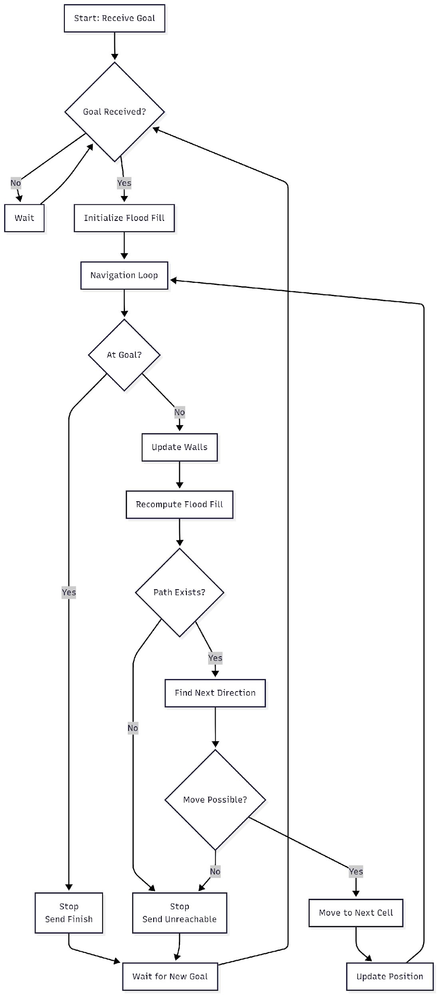 Start: Receive Goal
Goal Received?
No
Yes
Wait
Initialize Flood Fill
Navigation Loop
At Goal?
No
Update Walls
Recompute Flood Fill
Path Exists?
Yes
Yes
Find Next Direction
No
Move Possible?
No
Yes
Stop
Send Finish
Stop
Send Unreachable
Move to Next Cell
Wait for New Goal
Update Position